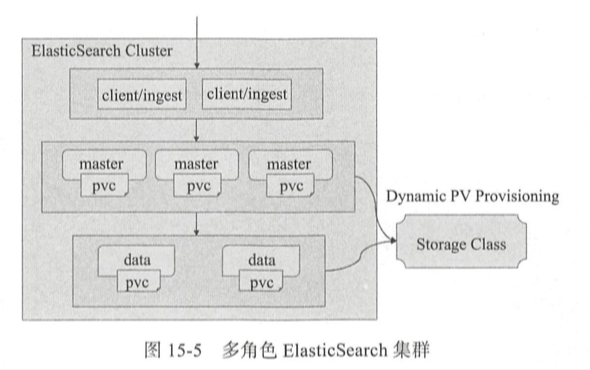 ElasticSearch Cluster
client/ingest client/ingest
master master master
pvc pvc pvc
Dynamic PV Provisioning
Storage Class
data data
pvc pvc
图 15-5 多角色 ElasticSearch 集群